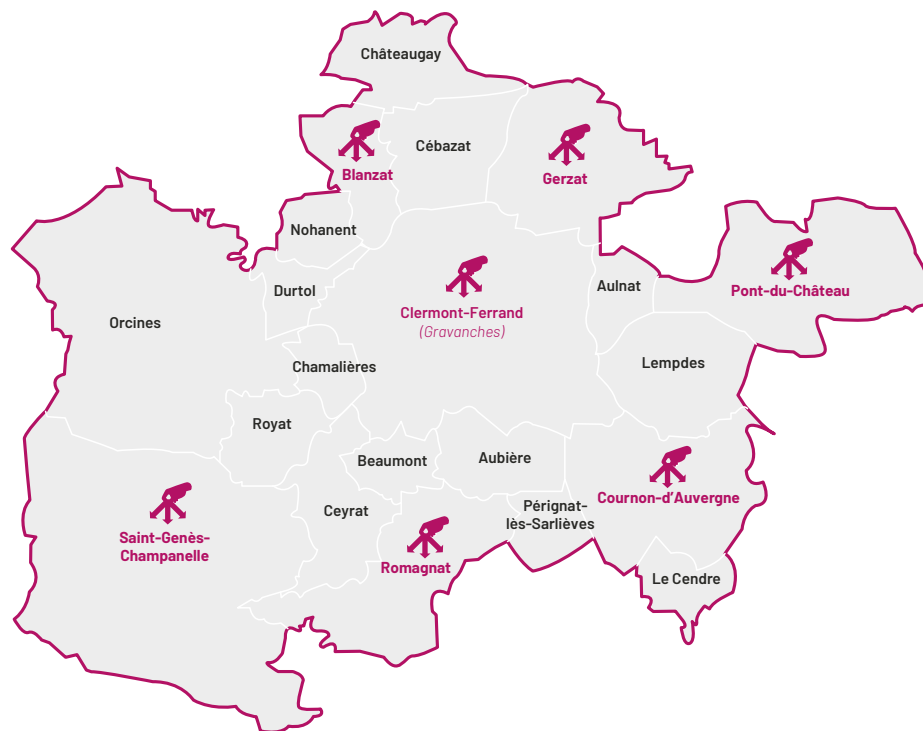 Châteaugay
Cébazat
Blanzat
Gerzat
Nohanent
Durtol
Aulnat
Pont-du-Château
Clermont-Ferrand
(Gravanches)
Orcines
Chamalières
Lempdes
Royat
Beaumont
Aubière
Cournon-d’Auvergne
Ceyrat
Pérignat-
lès-Sarlièves
Saint-Genès-
Champanelle
Romagnat
Le Cendre